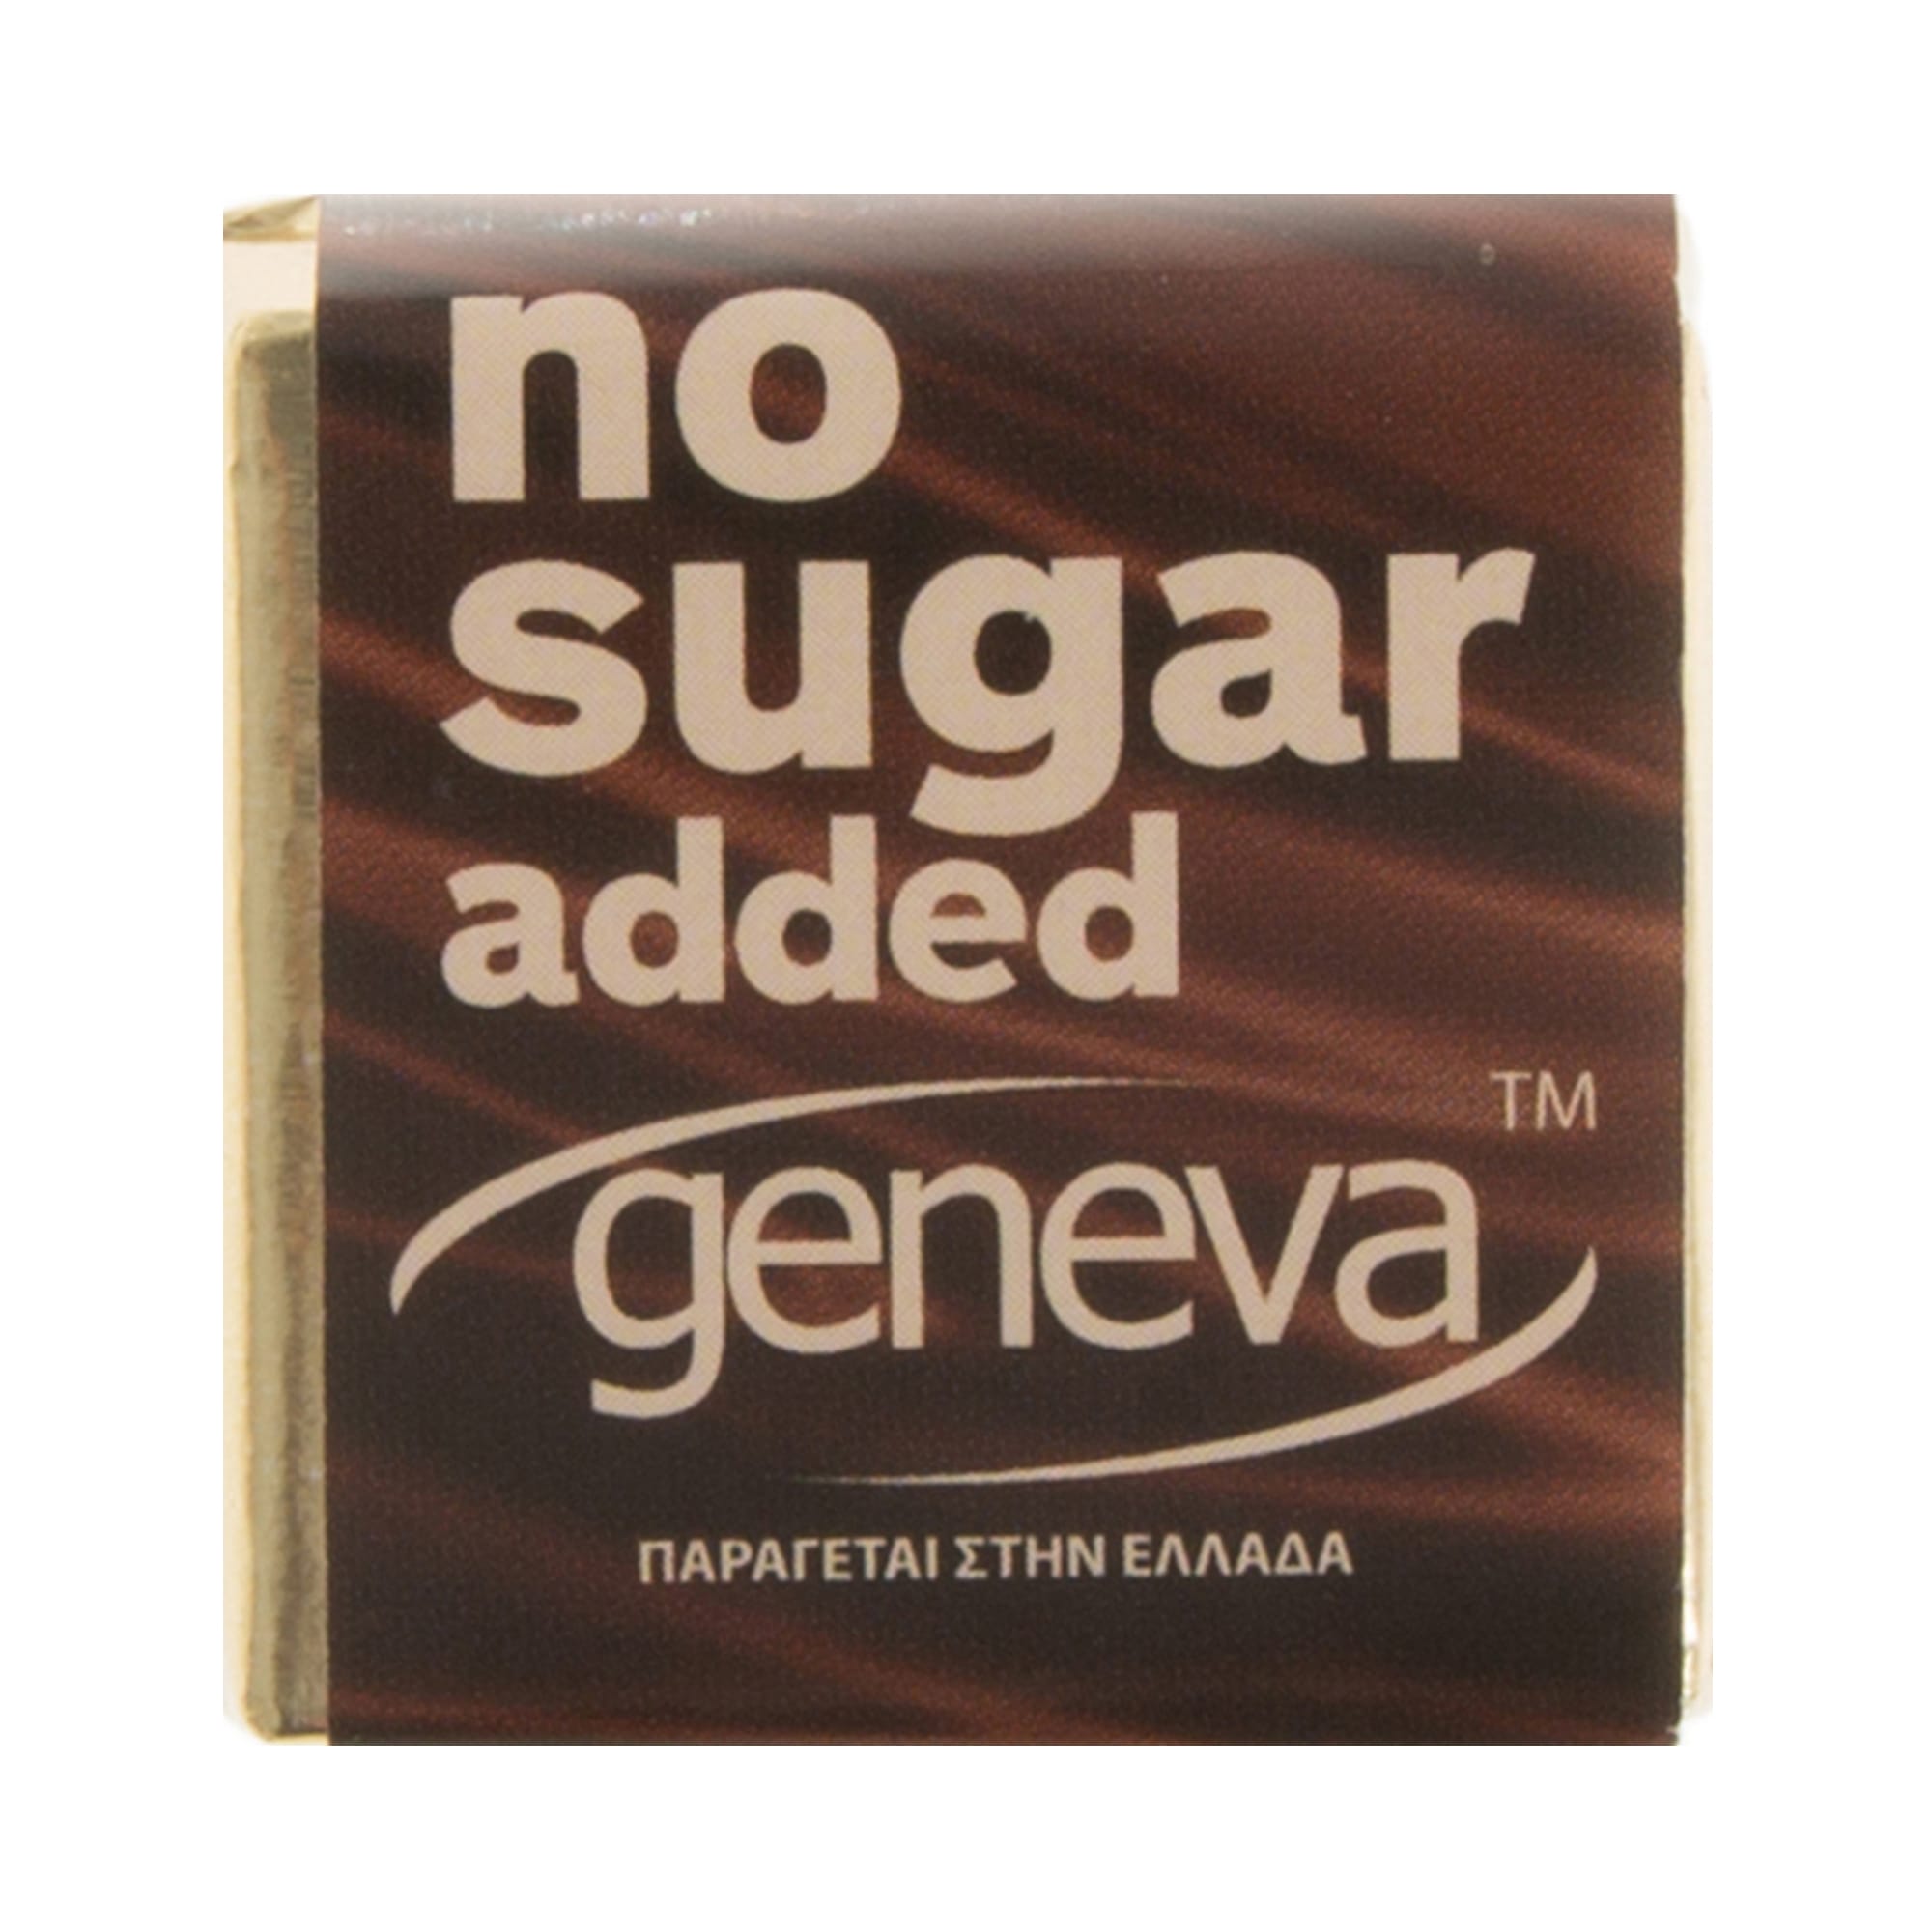 no
sugar
added
TM
geneva
ΠΑΡΑΓΕΤΑΙ ΣΤΗΝ ΕΛΛΑΔΑ